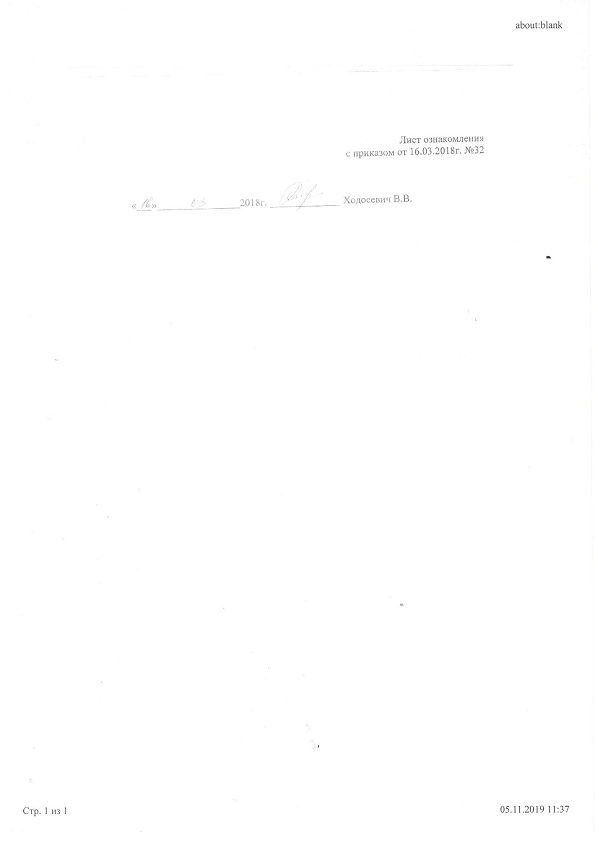 about:blank
Лист ознакомления
с приказом от 16.03.2018г. №32
«16» 03 2018г. Ходосевич В.В.
Стр. 1 из 1
05.11.2019 11:37